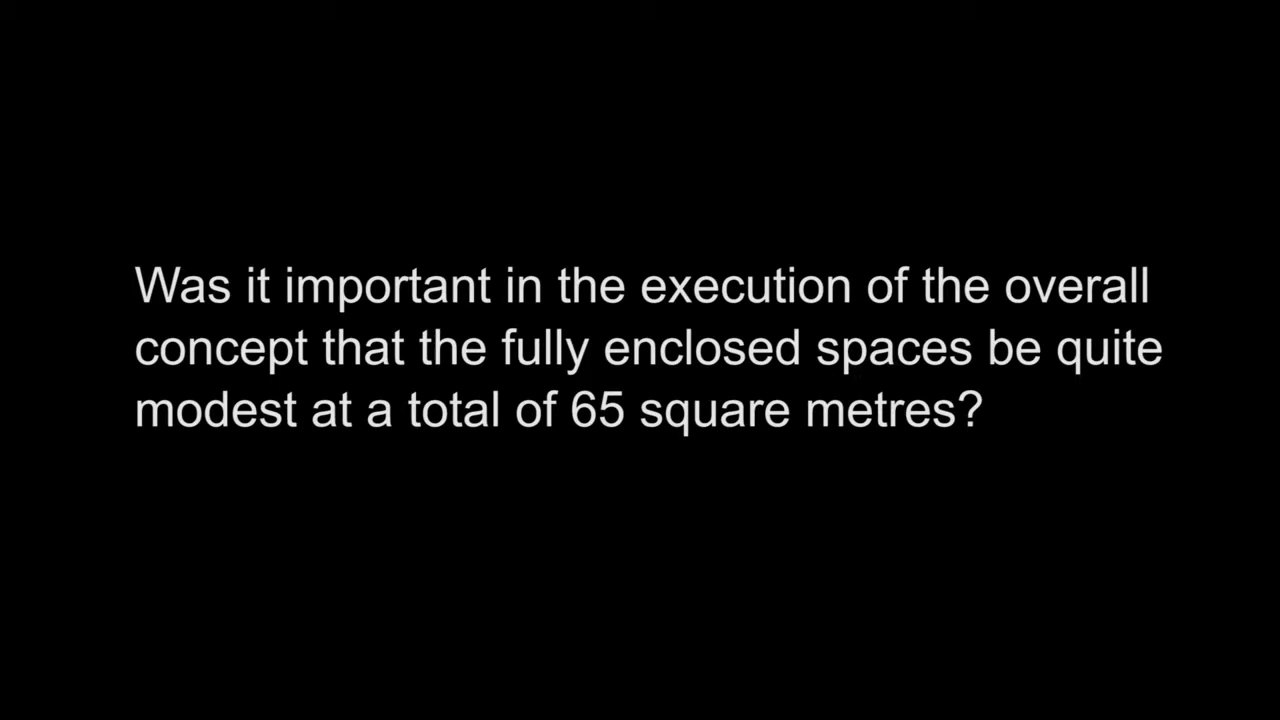 Was it important in the execution of the overall
concept that the fully enclosed spaces be quite
modest at a total of 65 square metres?